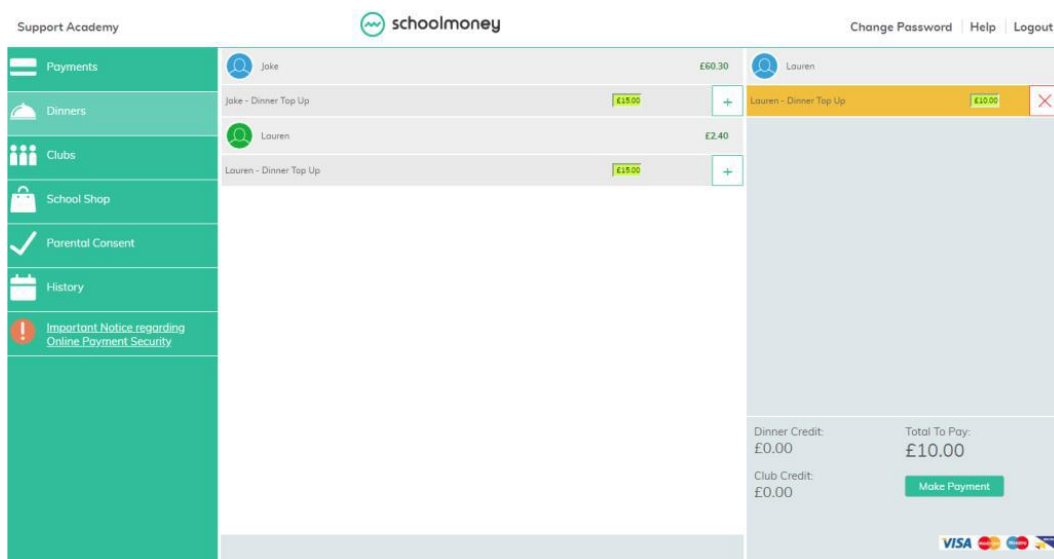 Support Academy
schoolmoney
Change Password Help Logout
Payments
Dinners
Clubs
School Shop
Parental Consent
History
Important Notice regarding
Online Payment Security
Jake £60.30
Jake - Dinner Top Up £15.00 +
Lauren £2.40
Lauren - Dinner Top Up £15.00 +
Lauren
Lauren - Dinner Top Up £10.00
Dinner Credit:
£0.00
Club Credit:
£0.00
Total To Pay:
£10.00
Make Payment
VISA